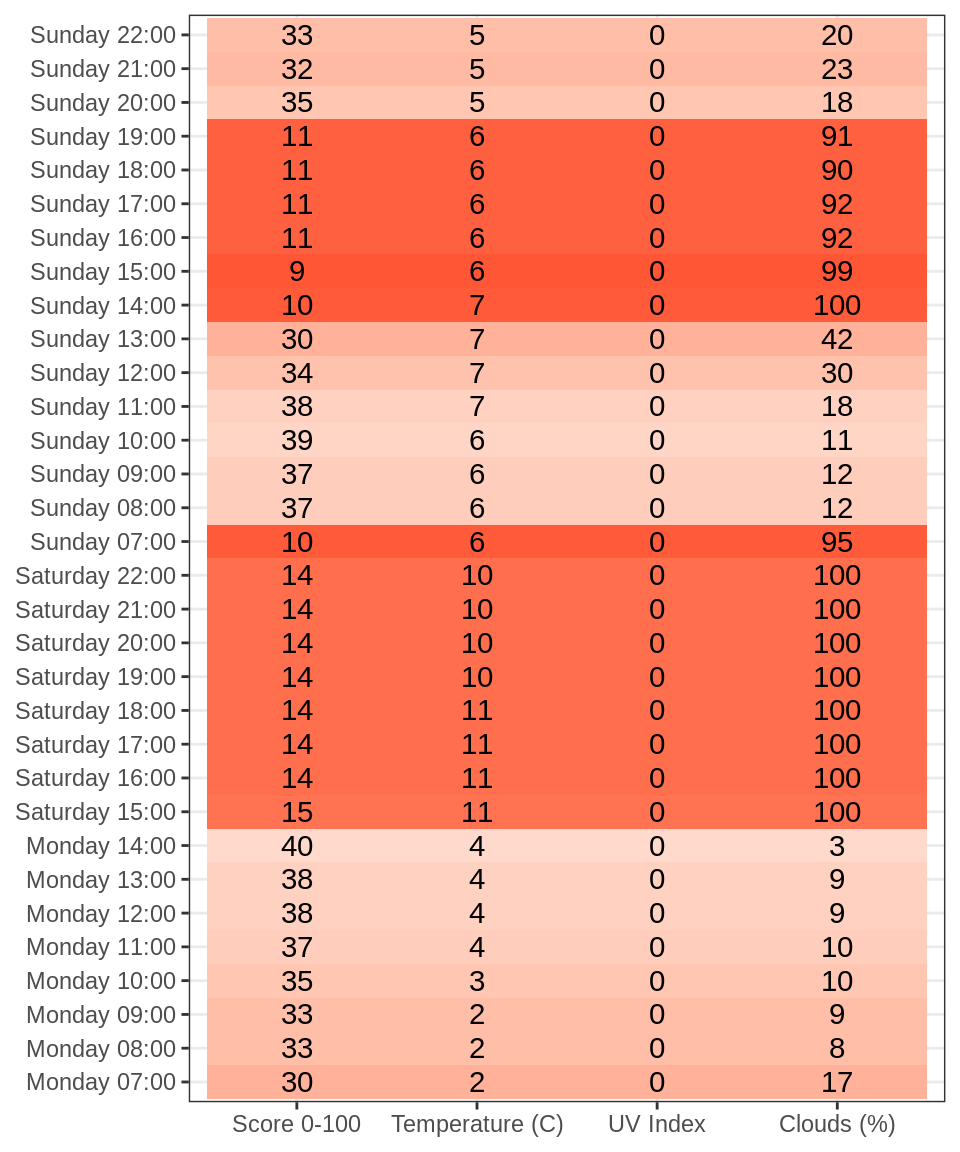 Sunday 22:00 33 5 0 20
Sunday 21:00 32 5 0 23
Sunday 20:00 35 5 0 18
Sunday 19:00 11 6 0 91
Sunday 18:00 11 6 0 90
Sunday 17:00 11 6 0 92
Sunday 16:00 11 6 0 92
Sunday 15:00 9 6 0 99
Sunday 14:00 10 7 0 100
Sunday 13:00 30 7 0 42
Sunday 12:00 34 7 0 30
Sunday 11:00 38 7 0 18
Sunday 10:00 39 6 0 11
Sunday 09:00 37 6 0 12
Sunday 08:00 37 6 0 12
Sunday 07:00 10 6 0 95
Saturday 22:00 14 10 0 100
Saturday 21:00 14 10 0 100
Saturday 20:00 14 10 0 100
Saturday 19:00 14 10 0 100
Saturday 18:00 14 11 0 100
Saturday 17:00 14 11 0 100
Saturday 16:00 14 11 0 100
Saturday 15:00 15 11 0 100
Monday 14:00 40 4 0 3
Monday 13:00 38 4 0 9
Monday 12:00 38 4 0 9
Monday 11:00 37 4 0 10
Monday 10:00 35 3 0 10
Monday 09:00 33 2 0 9
Monday 08:00 33 2 0 8
Monday 07:00 30 2 0 17
Score 0-100 Temperature (C) UV Index Clouds (%)